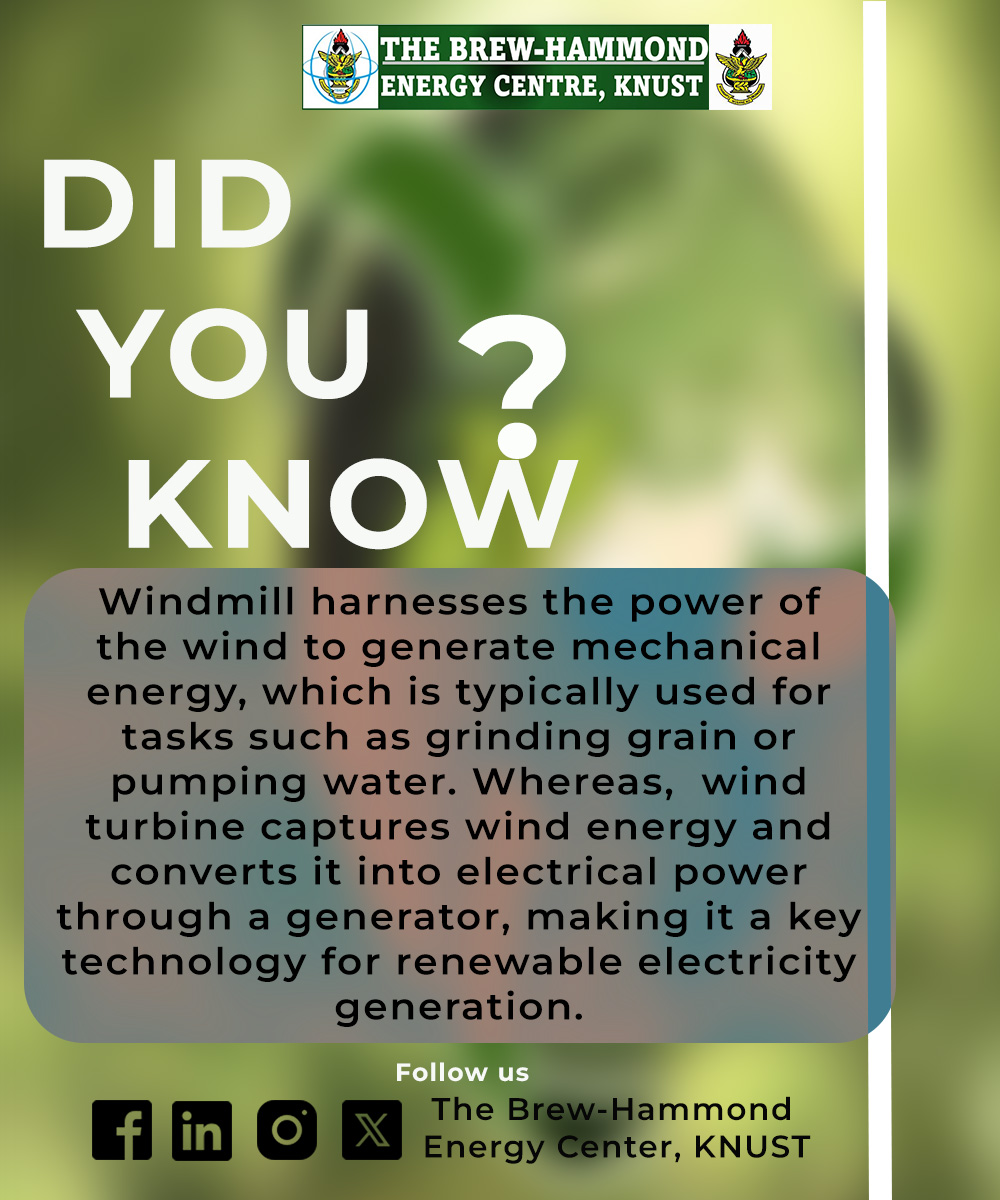 THE BREW-HAMMOND
ENERGY CENTRE, KNUST
DID
YOU
?
KNOW
Windmill harnesses the power of
the wind to generate mechanical
energy, which is typically used for
tasks such as grinding grain or
pumping water. Whereas,  wind
turbine captures wind energy and
converts it into electrical power
through a generator, making it a key
technology for renewable electricity
generation.
Follow us
The Brew-Hammond
Energy Center, KNUST